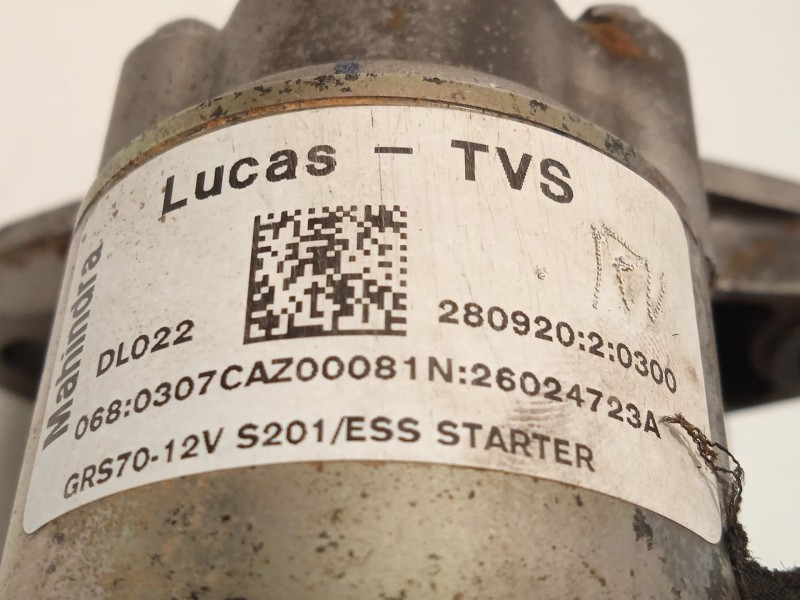 Lucas - TVS
Mahindra
DL022
280920:2:0300
068:0307CAZ00081N:26024723A
GRS70-12V S201/ESS STARTER